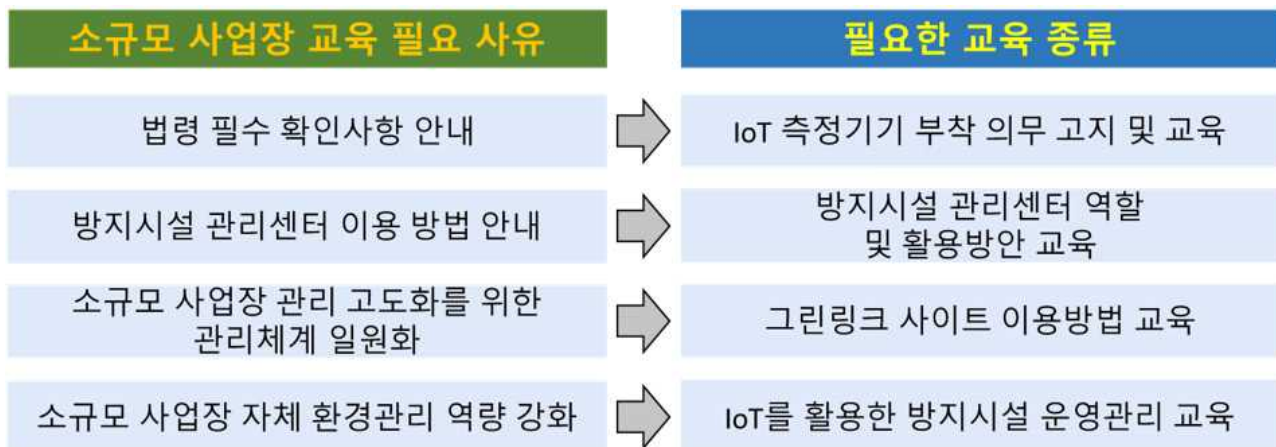 소규모 사업장 교육 필요 사유
필요한 교육 종류
법령 필수 확인사항 안내
IoT 측정기기 부착 의무 고지 및 교육
방지시설 관리센터 이용 방법 안내
방지시설 관리센터 역할
및 활용방안 교육
소규모 사업장 관리 고도화를 위한
관리체계 일원화
그린링크 사이트 이용방법 교육
소규모 사업장 자체 환경관리 역량 강화
IoT를 활용한 방지시설 운영관리 교육